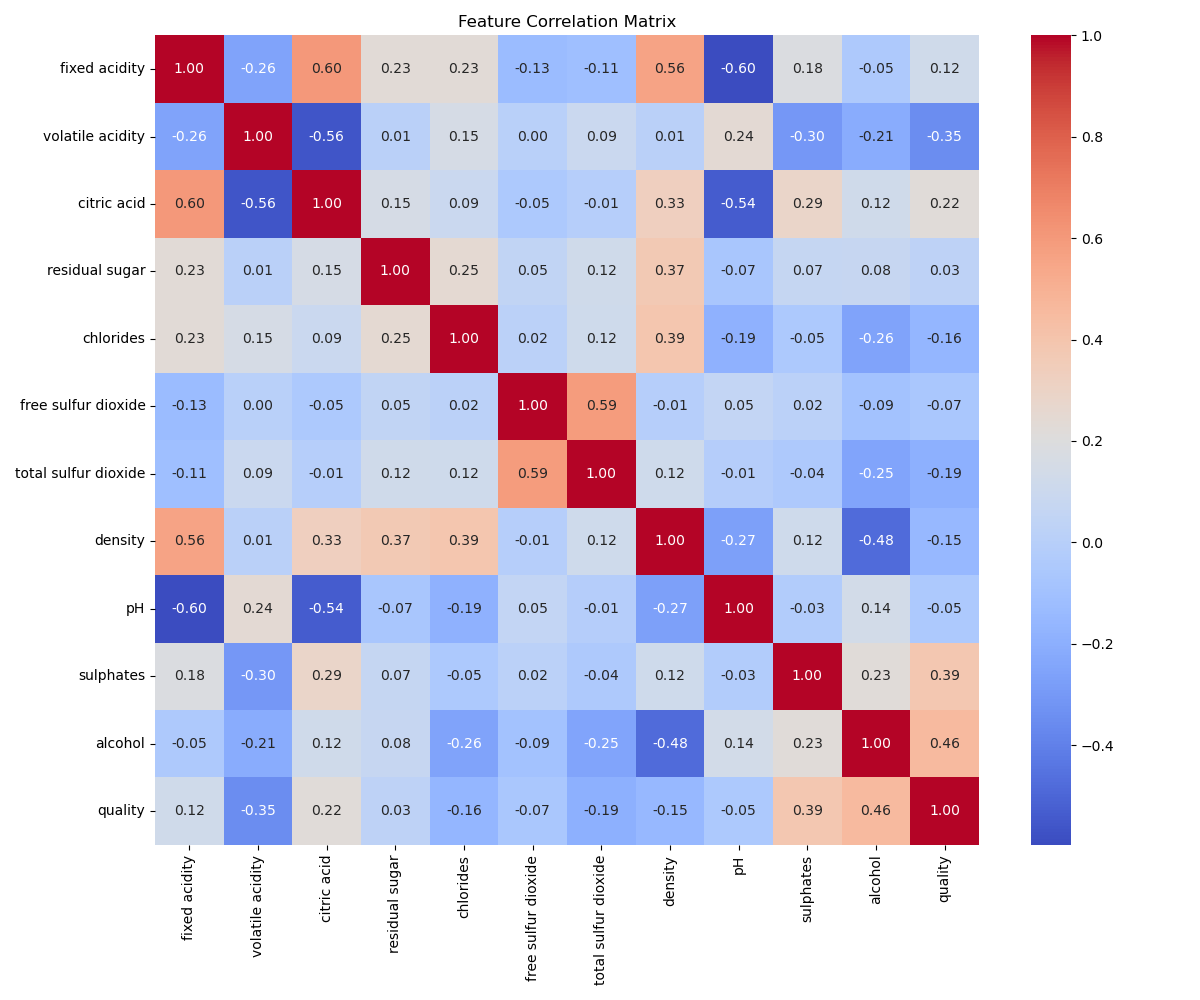 Feature Correlation Matrix
fixed acidity 1.00 -0.26 0.60 0.23 0.23 -0.13 -0.11 0.56 -0.60 0.18 -0.05 0.12
volatile acidity -0.26 1.00 -0.56 0.01 0.15 0.00 0.09 0.01 0.24 -0.30 -0.21 -0.35
citric acid 0.60 -0.56 1.00 0.15 0.09 -0.05 -0.01 0.33 -0.54 0.29 0.12 0.22
residual sugar 0.23 0.01 0.15 1.00 0.25 0.05 0.12 0.37 -0.07 0.07 0.08 0.03
chlorides 0.23 0.15 0.09 0.25 1.00 0.02 0.12 0.39 -0.19 -0.05 -0.26 -0.16
free sulfur dioxide -0.13 0.00 -0.05 0.05 0.02 1.00 0.59 -0.01 0.05 0.02 -0.09 -0.07
total sulfur dioxide -0.11 0.09 -0.01 0.12 0.12 0.59 1.00 0.12 -0.01 -0.04 -0.25 -0.19
density 0.56 0.01 0.33 0.37 0.39 -0.01 0.12 1.00 -0.27 0.12 -0.48 -0.15
pH -0.60 0.24 -0.54 -0.07 -0.19 0.05 -0.01 -0.27 1.00 -0.03 0.14 -0.05
sulphates 0.18 -0.30 0.29 0.07 -0.05 0.02 -0.04 0.12 -0.03 1.00 0.23 0.39
alcohol -0.05 -0.21 0.12 0.08 -0.26 -0.09 -0.25 -0.48 0.14 0.23 1.00 0.46
quality 0.12 -0.35 0.22 0.03 -0.16 -0.07 -0.19 -0.15 -0.05 0.39 0.46 1.00
fixed acidity
volatile acidity
citric acid
residual sugar
chlorides
free sulfur dioxide
total sulfur dioxide
density
pH
sulphates
alcohol
quality
1.0
0.8
0.6
0.4
0.2
0.0
−0.2
−0.4